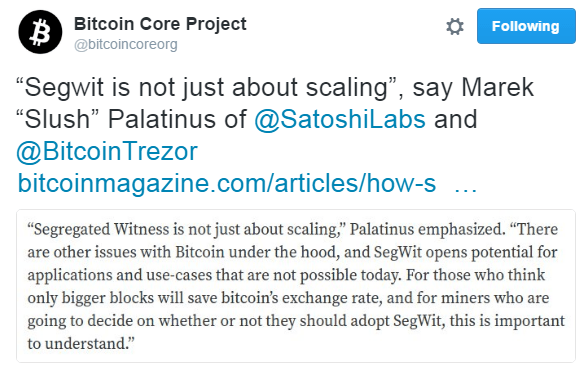 Bitcoin Core Project
@bitcoincoreorg
Following
“Segwit is not just about scaling”, say Marek
“Slush” Palatinus of @SatoshiLabs and
@BitcoinTrezor
bitcoinmagazine.com/articles/how-s …
“Segregated Witness is not just about scaling,” Palatinus emphasized. “There
are other issues with Bitcoin under the hood, and SegWit opens potential for
applications and use-cases that are not possible today. For those who think
only bigger blocks will save bitcoin’s exchange rate, and for miners who are
going to decide on whether or not they should adopt SegWit, this is important
to understand.”